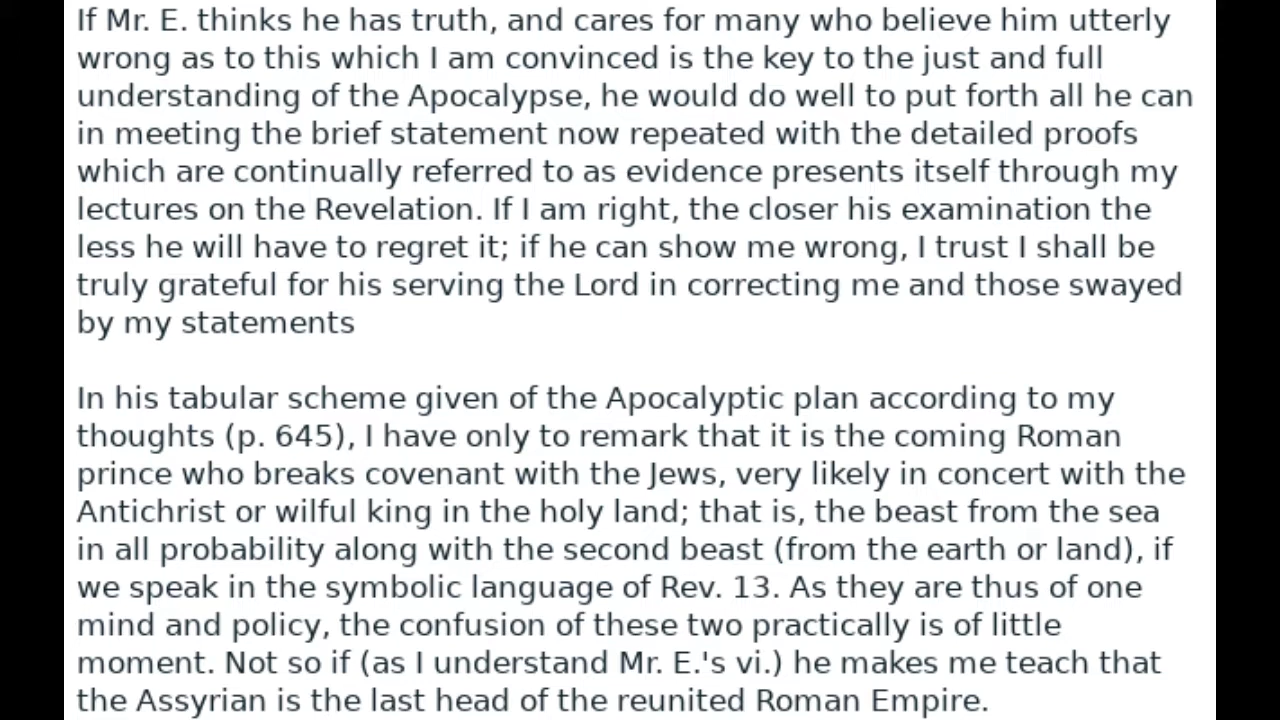 If Mr. E. thinks he has truth, and cares for many who believe him utterly
wrong as to this which I am convinced is the key to the just and full
understanding of the Apocalypse, he would do well to put forth all he can
in meeting the brief statement now repeated with the detailed proofs
which are continually referred to as evidence presents itself through my
lectures on the Revelation. If I am right, the closer his examination the
less he will have to regret it; if he can show me wrong, I trust I shall be
truly grateful for his serving the Lord in correcting me and those swayed
by my statements
In his tabular scheme given of the Apocalyptic plan according to my
thoughts (p. 645), I have only to remark that it is the coming Roman
prince who breaks covenant with the Jews, very likely in concert with the
Antichrist or wilful king in the holy land; that is, the beast from the sea
in all probability along with the second beast (from the earth or land), if
we speak in the symbolic language of Rev. 13. As they are thus of one
mind and policy, the confusion of these two practically is of little
moment. Not so if (as I understand Mr. E.'s vi.) he makes me teach that
the Assyrian is the last head of the reunited Roman Empire.